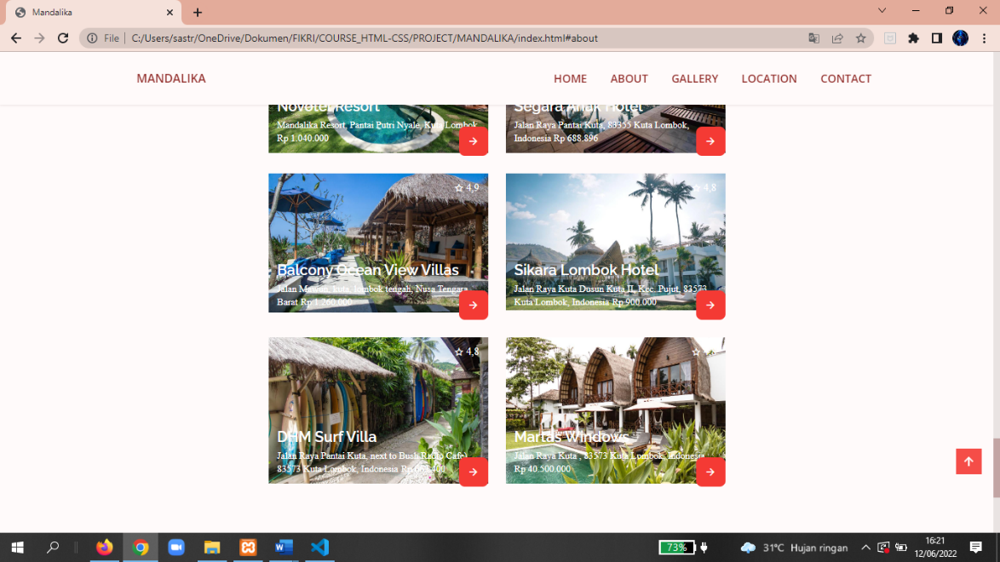 Mandalika
File
C:/Users/sastr/OneDrive/Dokumen/FIKRI/COURSE_HTML-CSS/PROJECT/MANDALIKA/index.html#about
MANDALIKA
HOME
ABOUT
GALLERY
LOCATION
CONTACT
Novotel Resort
Mandalika Resort, Pantai Putri Nyale, Kuta Lombok
Rp 1.040.000
Segara Anak Hotel
Jalan Raya Pantai Kuta, 83355 Kuta Lombok,
Indonesia Rp 688.896
4,9
Balcony Ocean View Villas
Jalan Mawun, kuta, lombok tengah, Nusa Tengara
Barat Rp 1.260.000
4,8
Sikara Lombok Hotel
Jalan Raya Kuta Dusun Kuta II, Kec. Pujut, 83573
Kuta Lombok, Indonesia Rp 900.000
4,8
DHM Surf Villa
Jalan Raya Pantai Kuta, next to Bush Radio Cafe,
83573 Kuta Lombok, Indonesia Rp
Martas Windows
Jalan Raya Kuta , 83573 Kuta Lombok, Indonesia
Rp 40.500.000
73%
31°C Hujan ringan
16:21
12/06/2022